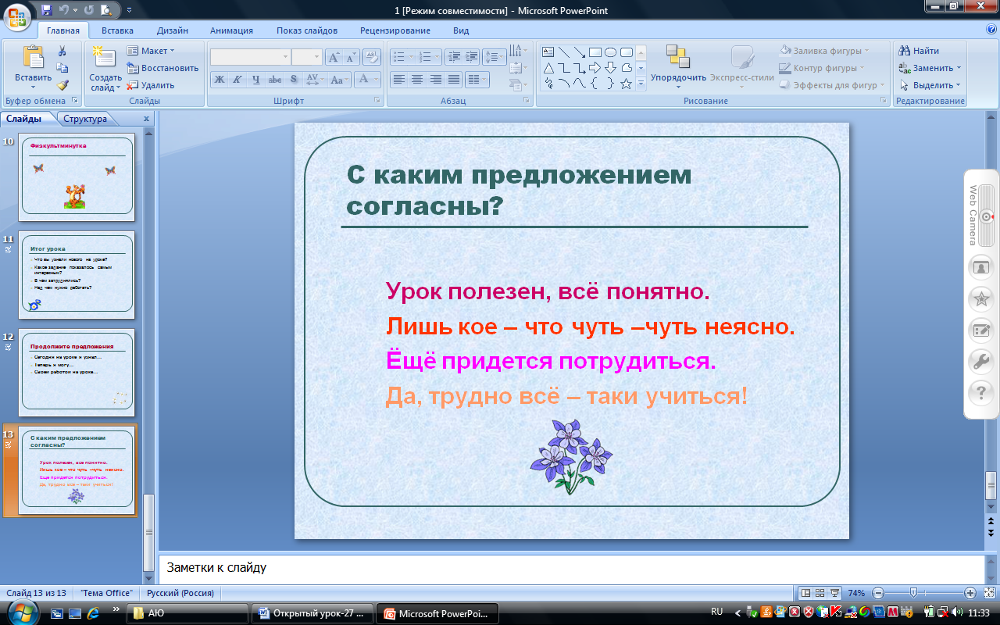 1 [Режим совместимости] - Microsoft PowerPoint
Главная Вставка Дизайн Анимация Показ слайдов Рецензирование Вид
Вставить
Буфер обмена
Создать слайд
Макет
Восстановить
Удалить
Слайды
Ж К Ч abc S AV Aa А
Шрифт
Абзац
Упорядочить
Экспресс-стили
Заливка фигуры
Контур фигуры
Эффекты для фигур
Рисование
Найти
Заменить
Выделить
Редактирование
Слайды Структура
10
Физкультминутка
11
Итог урока
Что вы узнали нового на уроке?
Какое задание показалось самым
интересным?
В чём затруднялись?
Над чем нужно работать?
12
Продолжите предложения
Сегодня на уроке я узнал...
Теперь я могу...
Своей работой на уроке...
13
С каким предложением
согласны?
Урок полезен, всё понятно.
Лишь кое – что чуть –чуть неясно.
Ёщё придется потрудиться.
Да, трудно всё – таки учиться!
С каким предложением
согласны?
Урок полезен, всё понятно.
Лишь кое – что чуть –чуть неясно.
Ёщё придется потрудиться.
Да, трудно всё – таки учиться!
Web Camera
Заметки к слайду
Слайд 13 из 13 "Тема Office" Русский (Россия) 74%
АЮ Открытый урок-27 ... Microsoft PowerPoi... RU 11:33